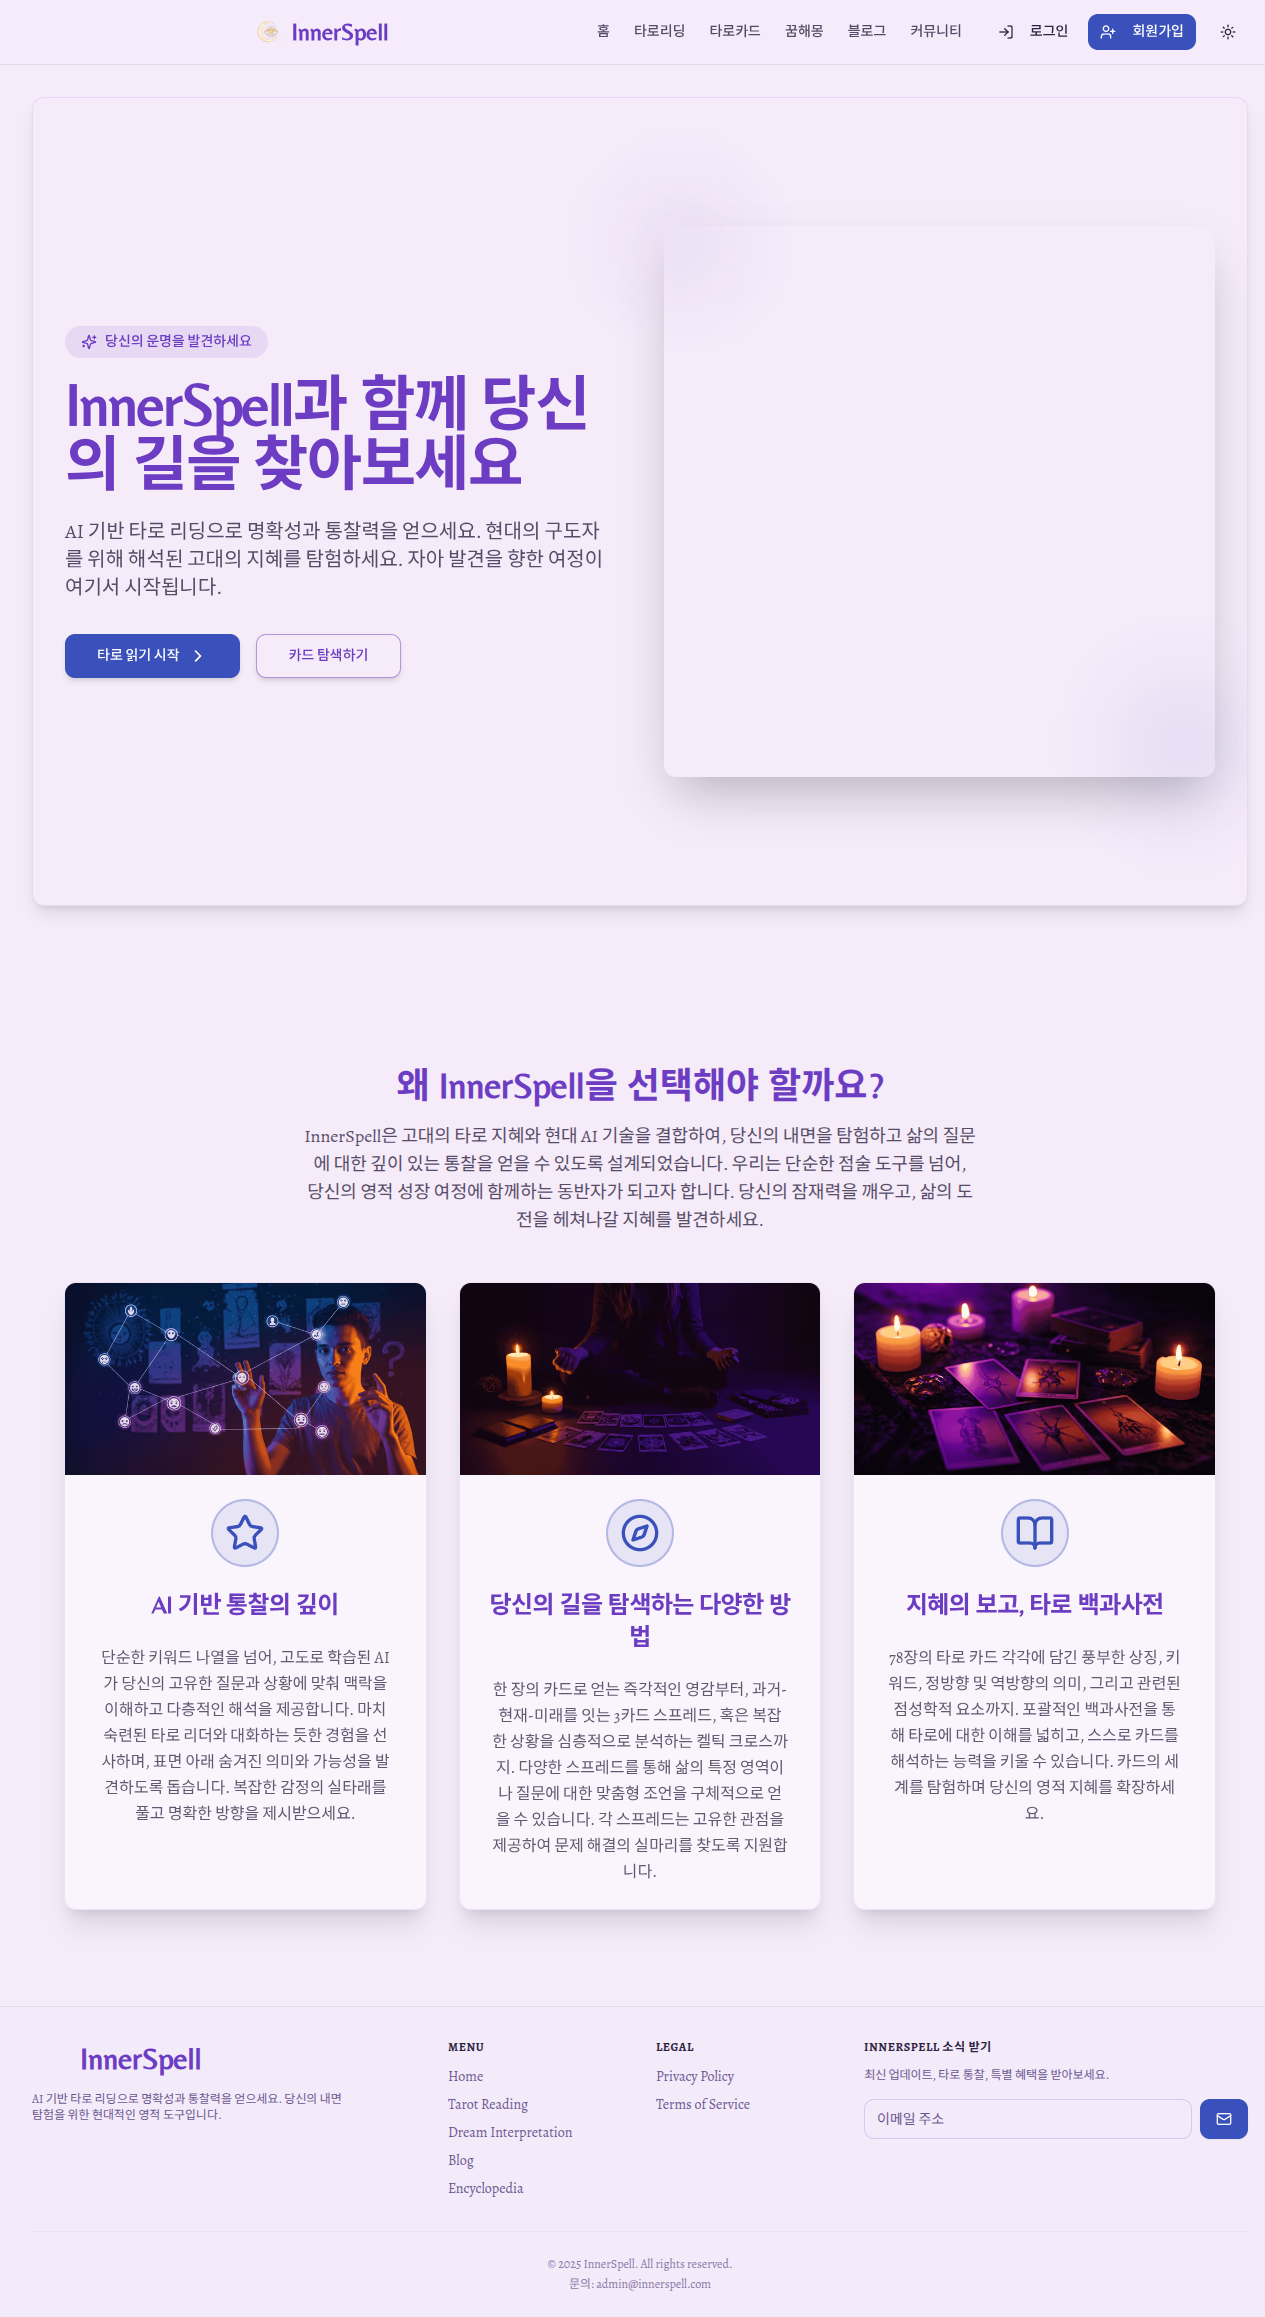 InnerSpell
홈
타로리딩
타로카드
꿈해몽
블로그
커뮤니티
로그인
회원가입
당신의 운명을 발견하세요
InnerSpell과 함께 당신
의 길을 찾아보세요
AI 기반 타로 리딩으로 명확성과 통찰력을 얻으세요. 현대의 구도자
를 위해 해석된 고대의 지혜를 탐험하세요. 자아 발견을 향한 여정이
여기서 시작됩니다.
타로 읽기 시작
카드 탐색하기
왜 InnerSpell을 선택해야 할까요?
InnerSpell은 고대의 타로 지혜와 현대 AI 기술을 결합하여, 당신의 내면을 탐험하고 삶의 질문
에 대한 깊이 있는 통찰을 얻을 수 있도록 설계되었습니다. 우리는 단순한 점술 도구를 넘어,
당신의 영적 성장 여정에 함께하는 동반자가 되고자 합니다. 당신의 잠재력을 깨우고, 삶의 도
전을 헤쳐나갈 지혜를 발견하세요.
AI 기반 통찰의 깊이
단순한 키워드 나열을 넘어, 고도로 학습된 AI
가 당신의 고유한 질문과 상황에 맞춰 맥락을
이해하고 다층적인 해석을 제공합니다. 마치
숙련된 타로 리더와 대화하는 듯한 경험을 선
사하며, 표면 아래 숨겨진 의미와 가능성을 발
견하도록 돕습니다. 복잡한 감정의 실타래를
풀고 명확한 방향을 제시받으세요.
당신의 길을 탐색하는 다양한 방
법
한 장의 카드로 얻는 즉각적인 영감부터, 과거-
현재-미래를 잇는 3카드 스프레드, 혹은 복잡
한 상황을 심층적으로 분석하는 켈틱 크로스까
지. 다양한 스프레드를 통해 삶의 특정 영역이
나 질문에 대한 맞춤형 조언을 구체적으로 얻
을 수 있습니다. 각 스프레드는 고유한 관점을
제공하여 문제 해결의 실마리를 찾도록 지원합
니다.
지혜의 보고, 타로 백과사전
78장의 타로 카드 각각에 담긴 풍부한 상징, 키
워드, 정방향 및 역방향의 의미, 그리고 관련된
점성학적 요소까지. 포괄적인 백과사전을 통
해 타로에 대한 이해를 넓히고, 스스로 카드를
해석하는 능력을 키울 수 있습니다. 카드의 세
계를 탐험하며 당신의 영적 지혜를 확장하세
요.
InnerSpell
AI 기반 타로 리딩으로 명확성과 통찰력을 얻으세요. 당신의 내면
탐험을 위한 현대적인 영적 도구입니다.
MENU
Home
Tarot Reading
Dream Interpretation
Blog
Encyclopedia
LEGAL
Privacy Policy
Terms of Service
INNERSPELL 소식 받기
최신 업데이트, 타로 통찰, 특별 혜택을 받아보세요.
이메일 주소
© 2025 InnerSpell. All rights reserved.
문의: admin@innerspell.com